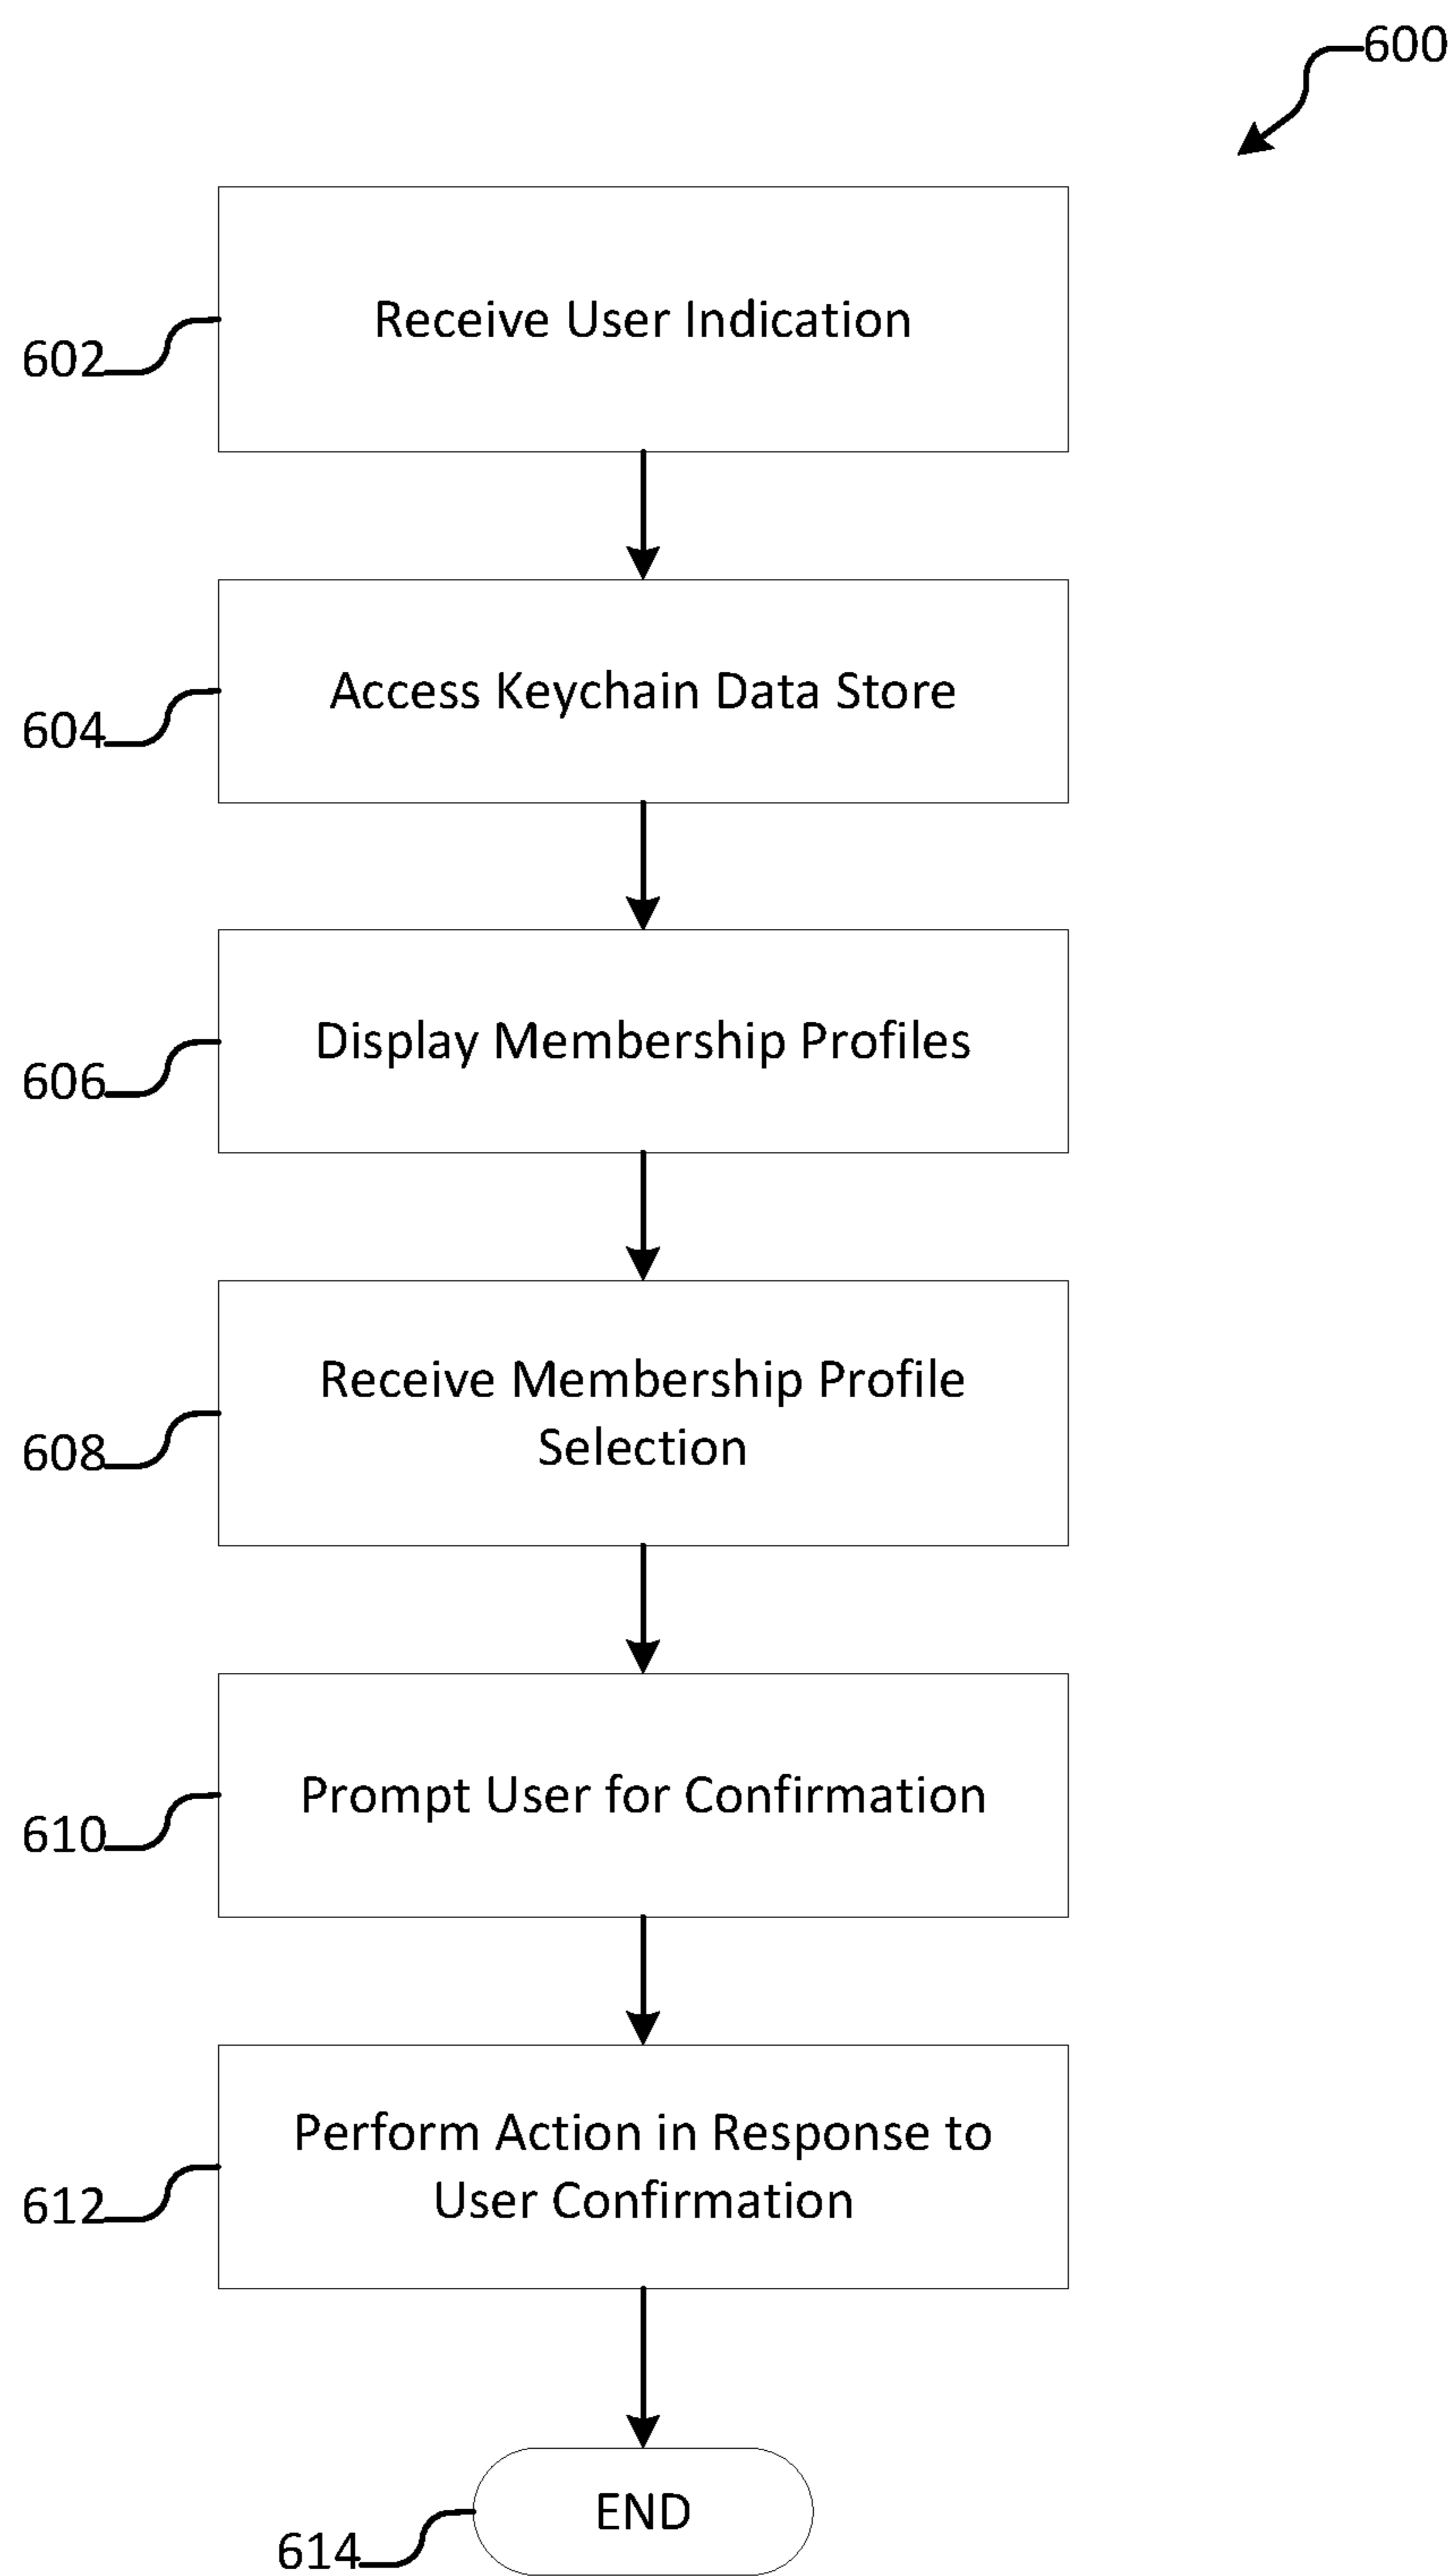 600
Receive User Indication
602
Access Keychain Data Store
604
Display Membership Profiles
606
Receive Membership Profile
Selection
608
Prompt User for Confirmation
610
Perform Action in Response to
User Confirmation
612
END
614